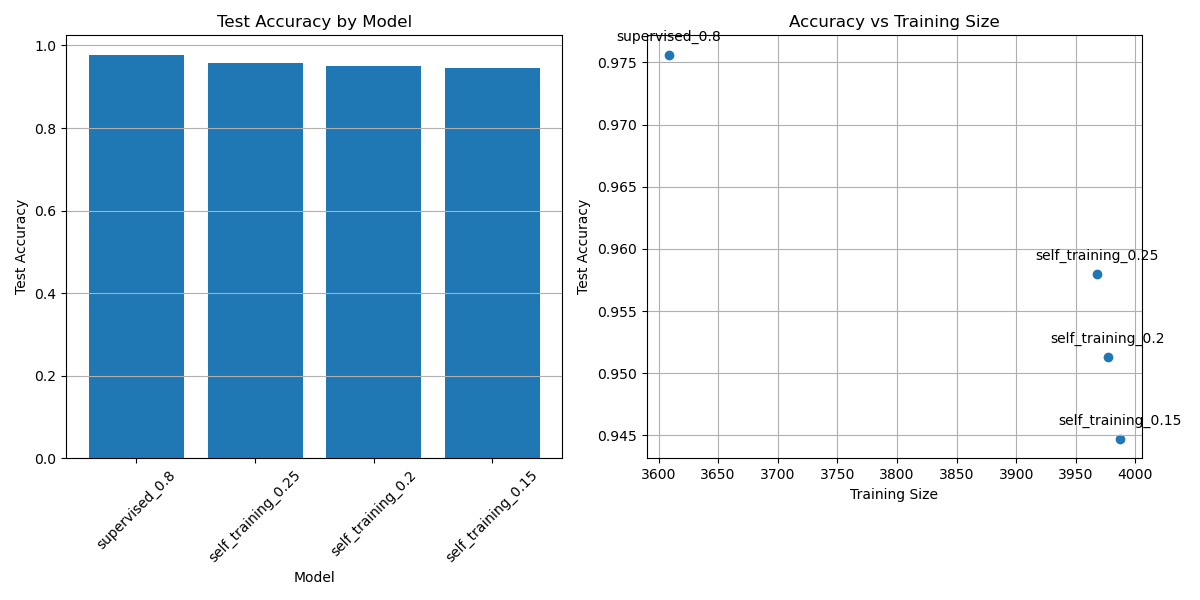 Test Accuracy by Model
1.0
0.8
0.6
0.4
0.2
0.0
Test Accuracy
supervised_0.8
self_training_0.25
self_training_0.2
self_training_0.15
Model
Accuracy vs Training Size
supervised_0.8
self_training_0.25
self_training_0.2
self_training_0.15
0.975
0.970
0.965
0.960
0.955
0.950
0.945
Test Accuracy
3600 3650 3700 3750 3800 3850 3900 3950 4000
Training Size